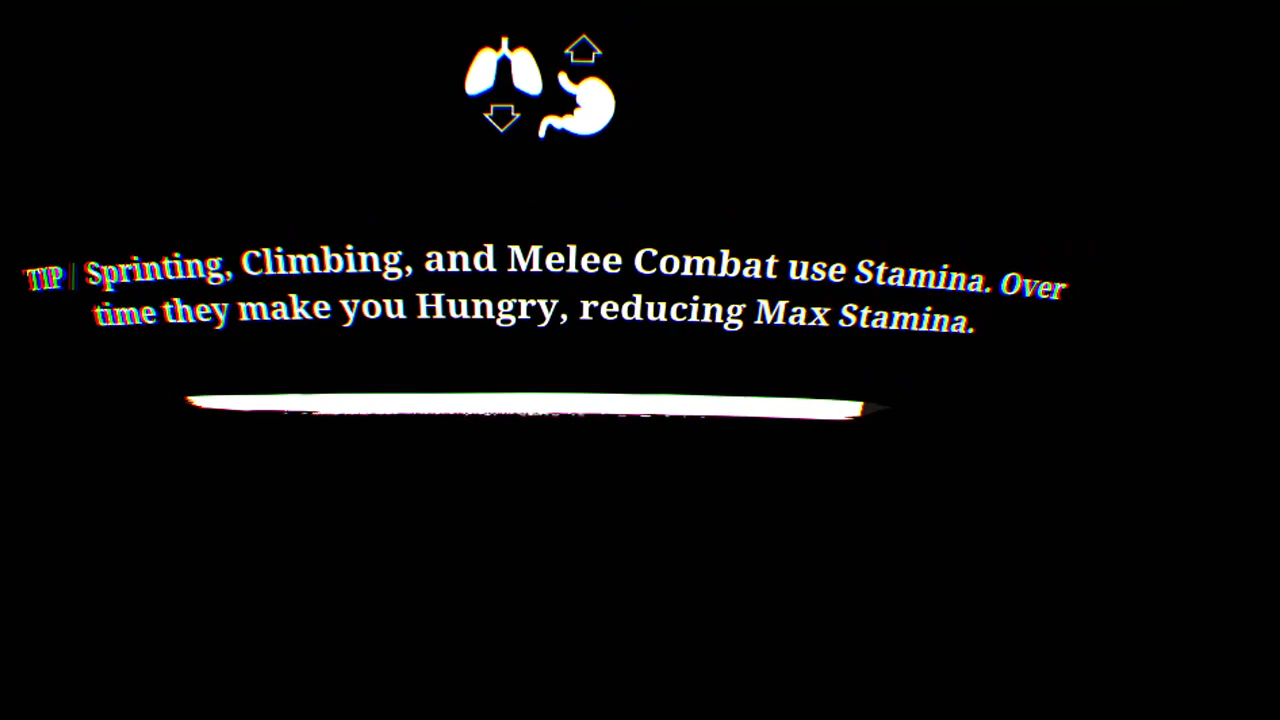 TIP / Sprinting, Climbing, and Melee Combat use Stamina. Over
time they make you Hungry, reducing Max Stamina.